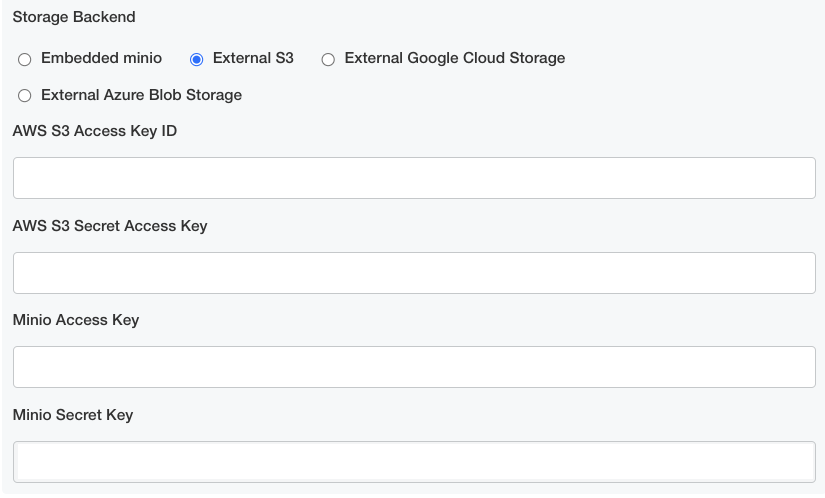 Storage Backend
Embedded minio External S3 External Google Cloud Storage
External Azure Blob Storage
AWS S3 Access Key ID
AWS S3 Secret Access Key
Minio Access Key
Minio Secret Key